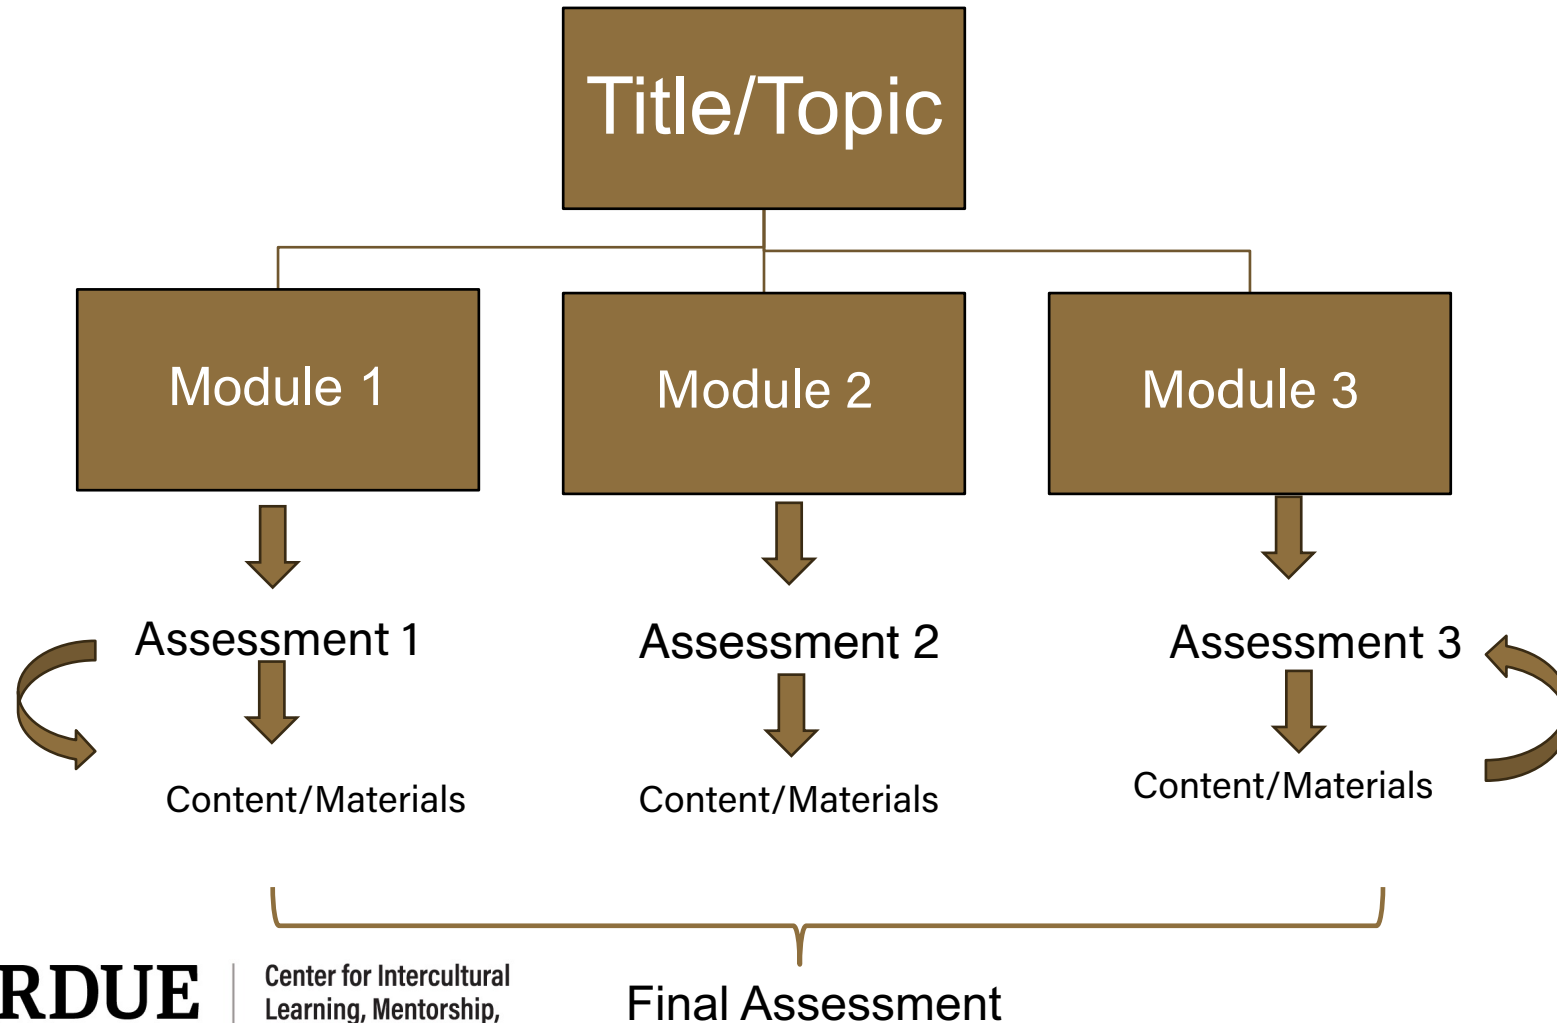 Title/Topic
Module 1
Module 2
Module 3
Assessment 1
Assessment 2
Assessment 3
Content/Materials
Content/Materials
Content/Materials
RDUE
Center for Intercultural
Learning, Mentorship,
Final Assessment